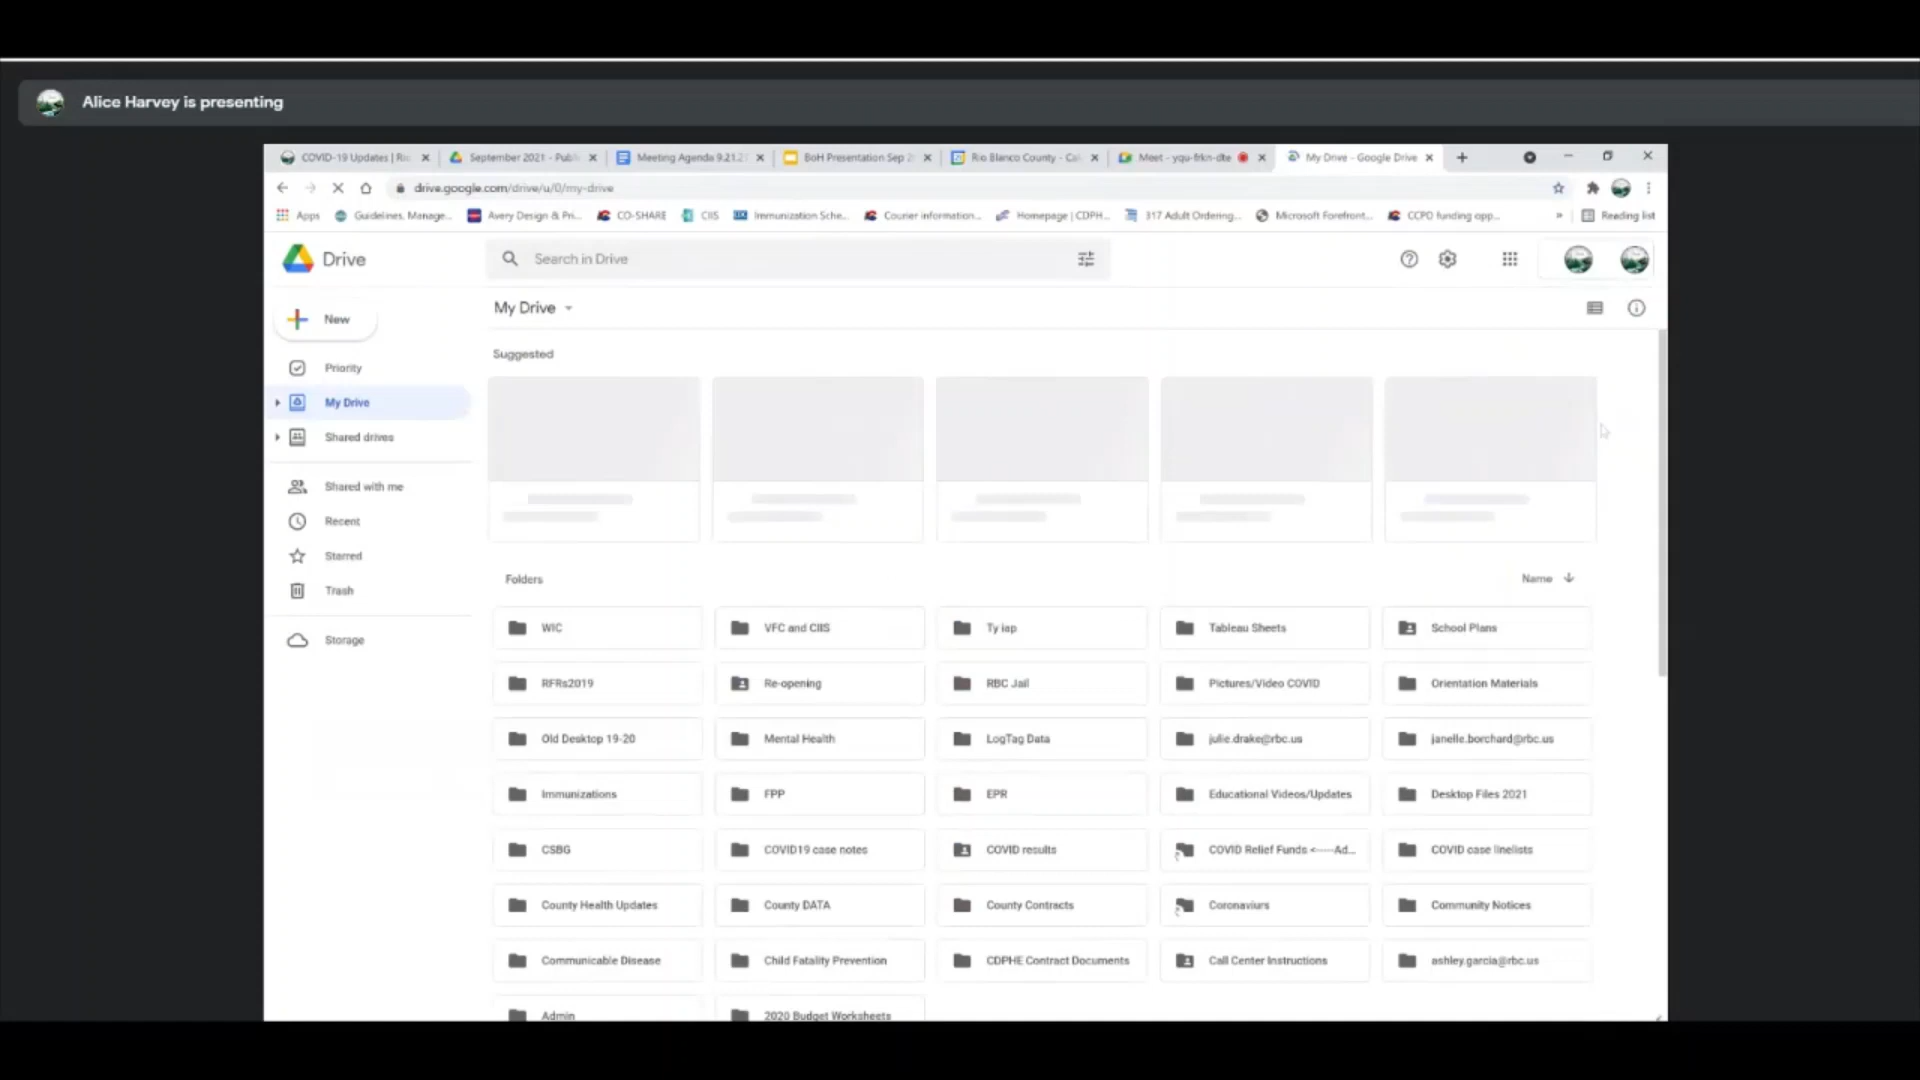 Alice Harvey is presenting
COVID-19 Updates | Ric
September 2021 - Publi
Meeting Agenda 9.21.21
BoH Presentation Sep 2
Rio Blanco County - Cal
Meet - yqu-frkn-dte
My Drive - Google Drive
drive.google.com/drive/u/0/my-drive
Apps
Guidelines, Manage...
Avery Design & Pri...
CO-SHARE
CIIS
Immunization Sche...
Courier information...
Homepage | CDPH...
317 Adult Ordering...
Microsoft Forefront...
CCPD funding opp...
»
Reading list
Drive
Search in Drive
New
My Drive
Priority
My Drive
Shared drives
Shared with me
Recent
Starred
Trash
Storage
Suggested
Folders
Name
WIC
VFC and CIIS
Ty iap
Tableau Sheets
School Plans
RFRs2019
Re-opening
RBC Jail
Pictures/Video COVID
Orientation Materials
Old Desktop 19-20
Mental Health
LogTag Data
julie.drake@rbc.us
janelle.borchard@rbc.us
Immunizations
FPP
EPR
Educational Videos/Updates
Desktop Files 2021
CSBG
COVID19 case notes
COVID results
COVID Relief Funds <-----Ad...
COVID case linelists
County Health Updates
County DATA
County Contracts
Coronaviurs
Community Notices
Communicable Disease
Child Fatality Prevention
CDPHE Contract Documents
Call Center Instructions
ashley.garcia@rbc.us
Admin
2020 Budget Worksheets